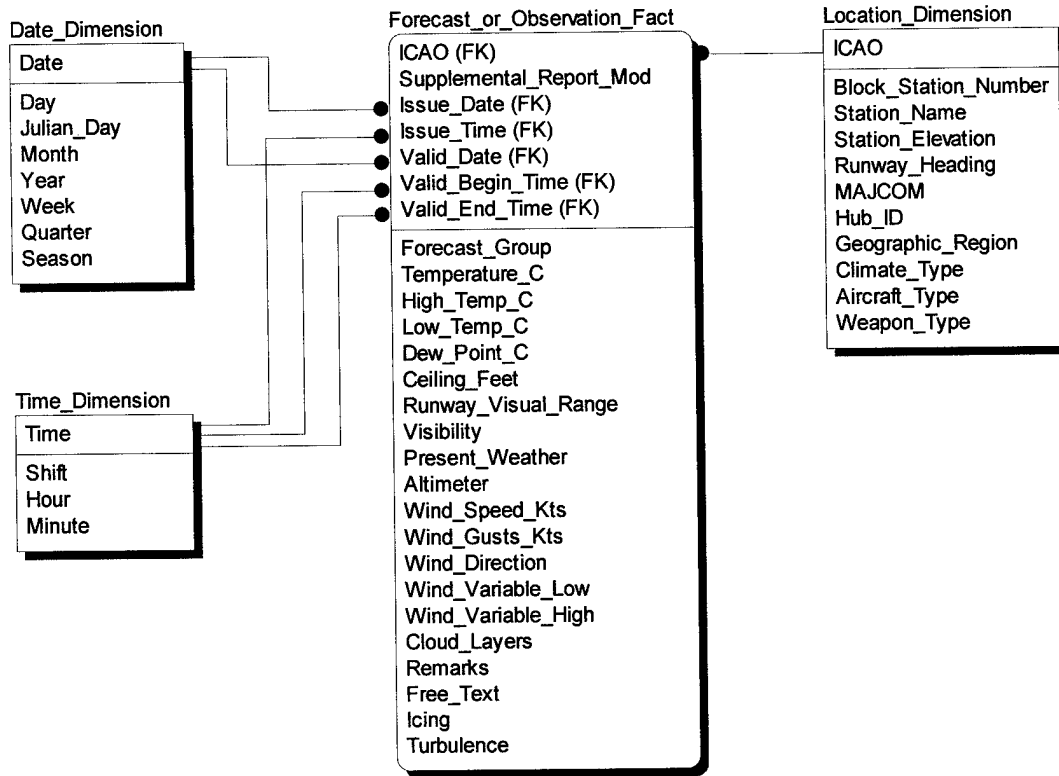 Date_Dimension
Date
Day
Julian_Day
Month
Year
Week
Quarter
Season
Time_Dimension
Time
Shift
Hour
Minute
Forecast_or_Observation_Fact
ICAO (FK)
Supplemental_Report_Mod
Issue_Date (FK)
Issue_Time (FK)
Valid_Date (FK)
Valid_Begin_Time (FK)
Valid_End_Time (FK)
Forecast_Group
Temperature_C
High_Temp_C
Low_Temp_C
Dew_Point_C
Ceiling_Feet
Runway_Visual_Range
Visibility
Present_Weather
Altimeter
Wind_Speed_Kts
Wind_Gusts_Kts
Wind_Direction
Wind_Variable_Low
Wind_Variable_High
Cloud_Layers
Remarks
Free_Text
Icing
Turbulence
Location_Dimension
ICAO
Block_Station_Number
Station_Name
Station_Elevation
Runway_Heading
MAJCOM
Hub_ID
Geographic_Region
Climate_Type
Aircraft_Type
Weapon_Type